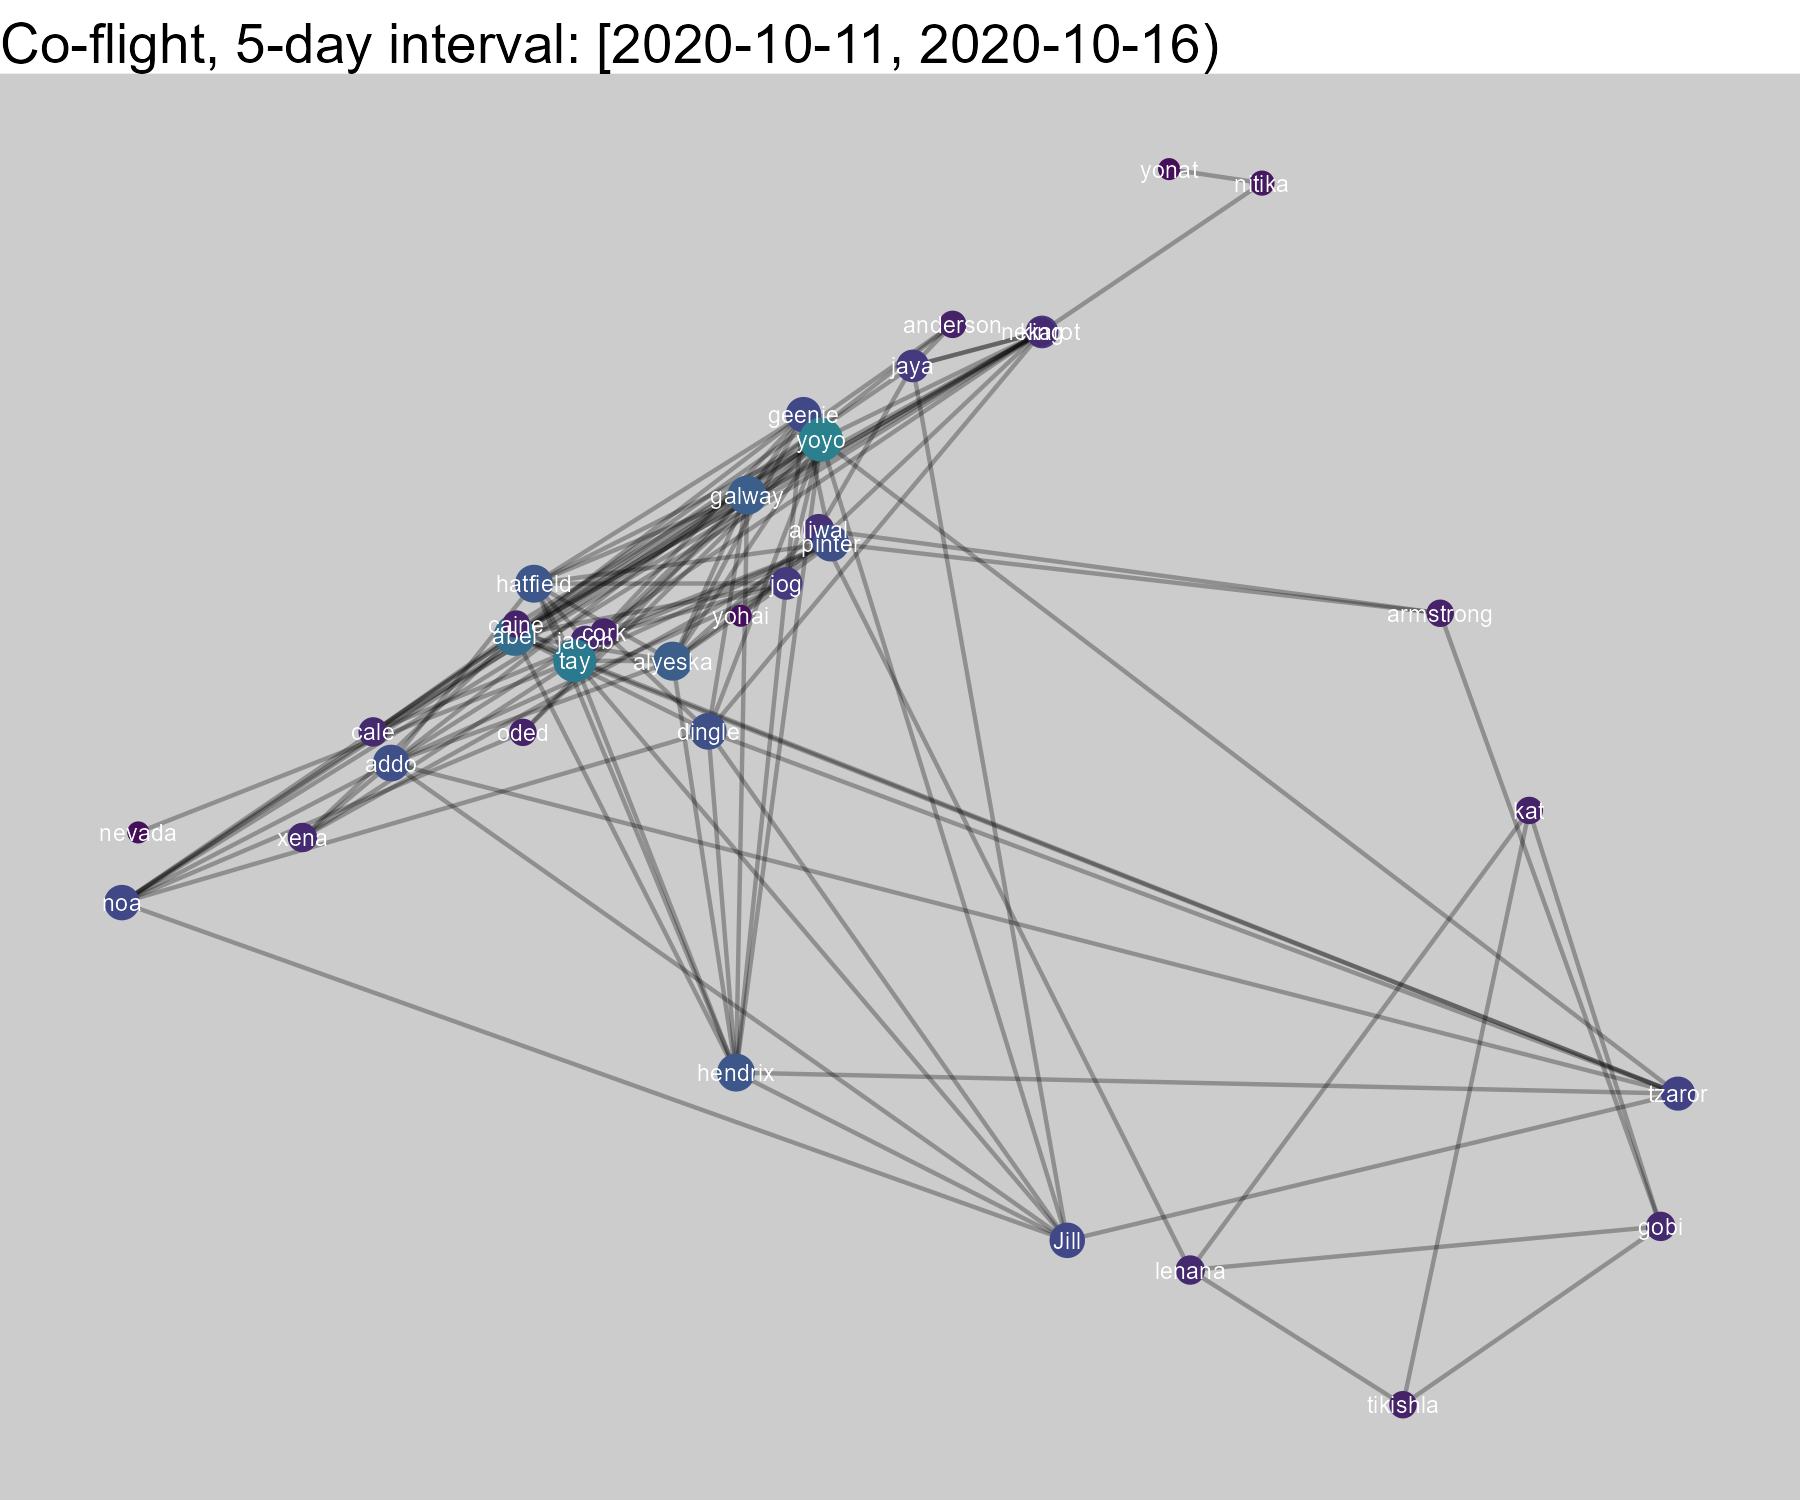 Co-flight, 5-day interval: [2020-10-11, 2020-10-16)
yonat
nitika
anderson
king
jaya
geenie
yoyo
galway
aliwal
pinter
hatfield
jog
armstrong
yohai
caine
abel
cork
jacob
tay
alyeska
cale
oded
dingle
addo
kat
nevada
xena
noa
hendrix
tzaror
gobi
Jill
lenana
tikishla